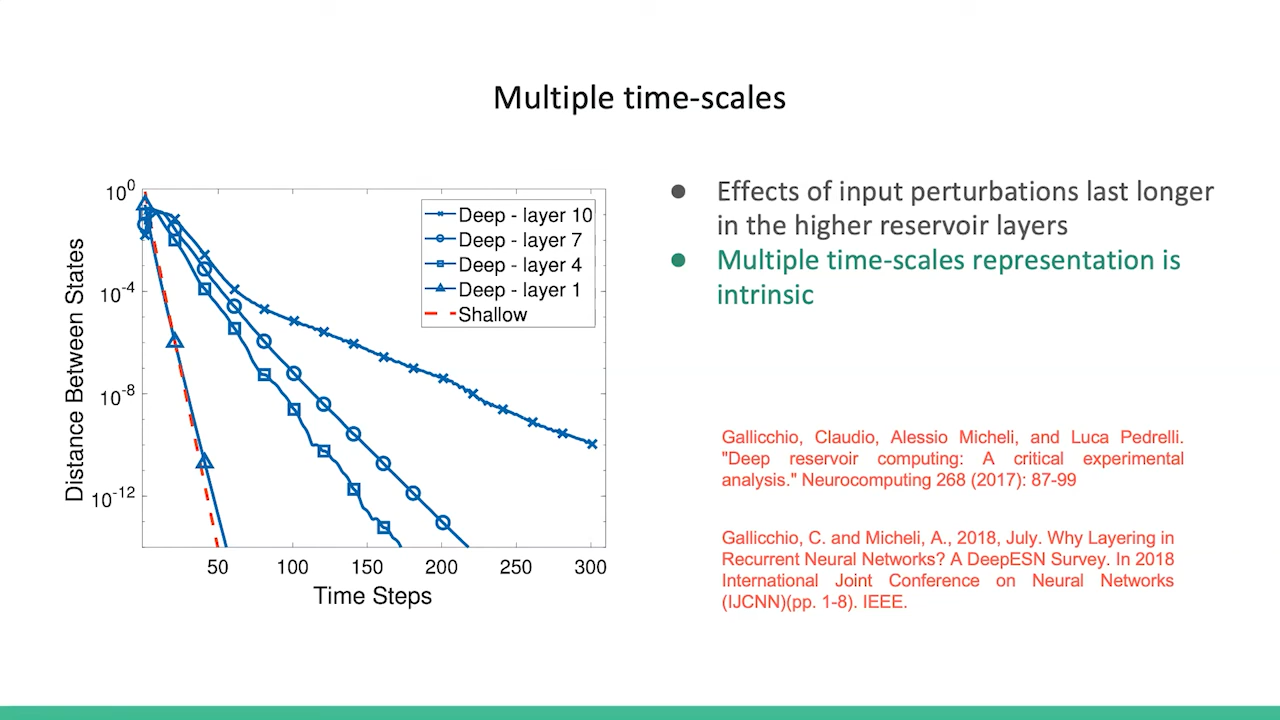 Multiple time-scales
10^0
10^-4
10^-8
10^-12
Distance Between States
50 100 150 200 250 300
Time Steps
Deep - layer 10
Deep - layer 7
Deep - layer 4
Deep - layer 1
Shallow
● Effects of input perturbations last longer
in the higher reservoir layers
● Multiple time-scales representation is
intrinsic
Gallicchio, Claudio, Alessio Micheli, and Luca Pedrelli.
"Deep reservoir computing: A critical experimental
analysis." Neurocomputing 268 (2017): 87-99
Gallicchio, C. and Micheli, A., 2018, July. Why Layering in
Recurrent Neural Networks? A DeepESN Survey. In 2018
International Joint Conference on Neural Networks
(IJCNN)(pp. 1-8). IEEE.